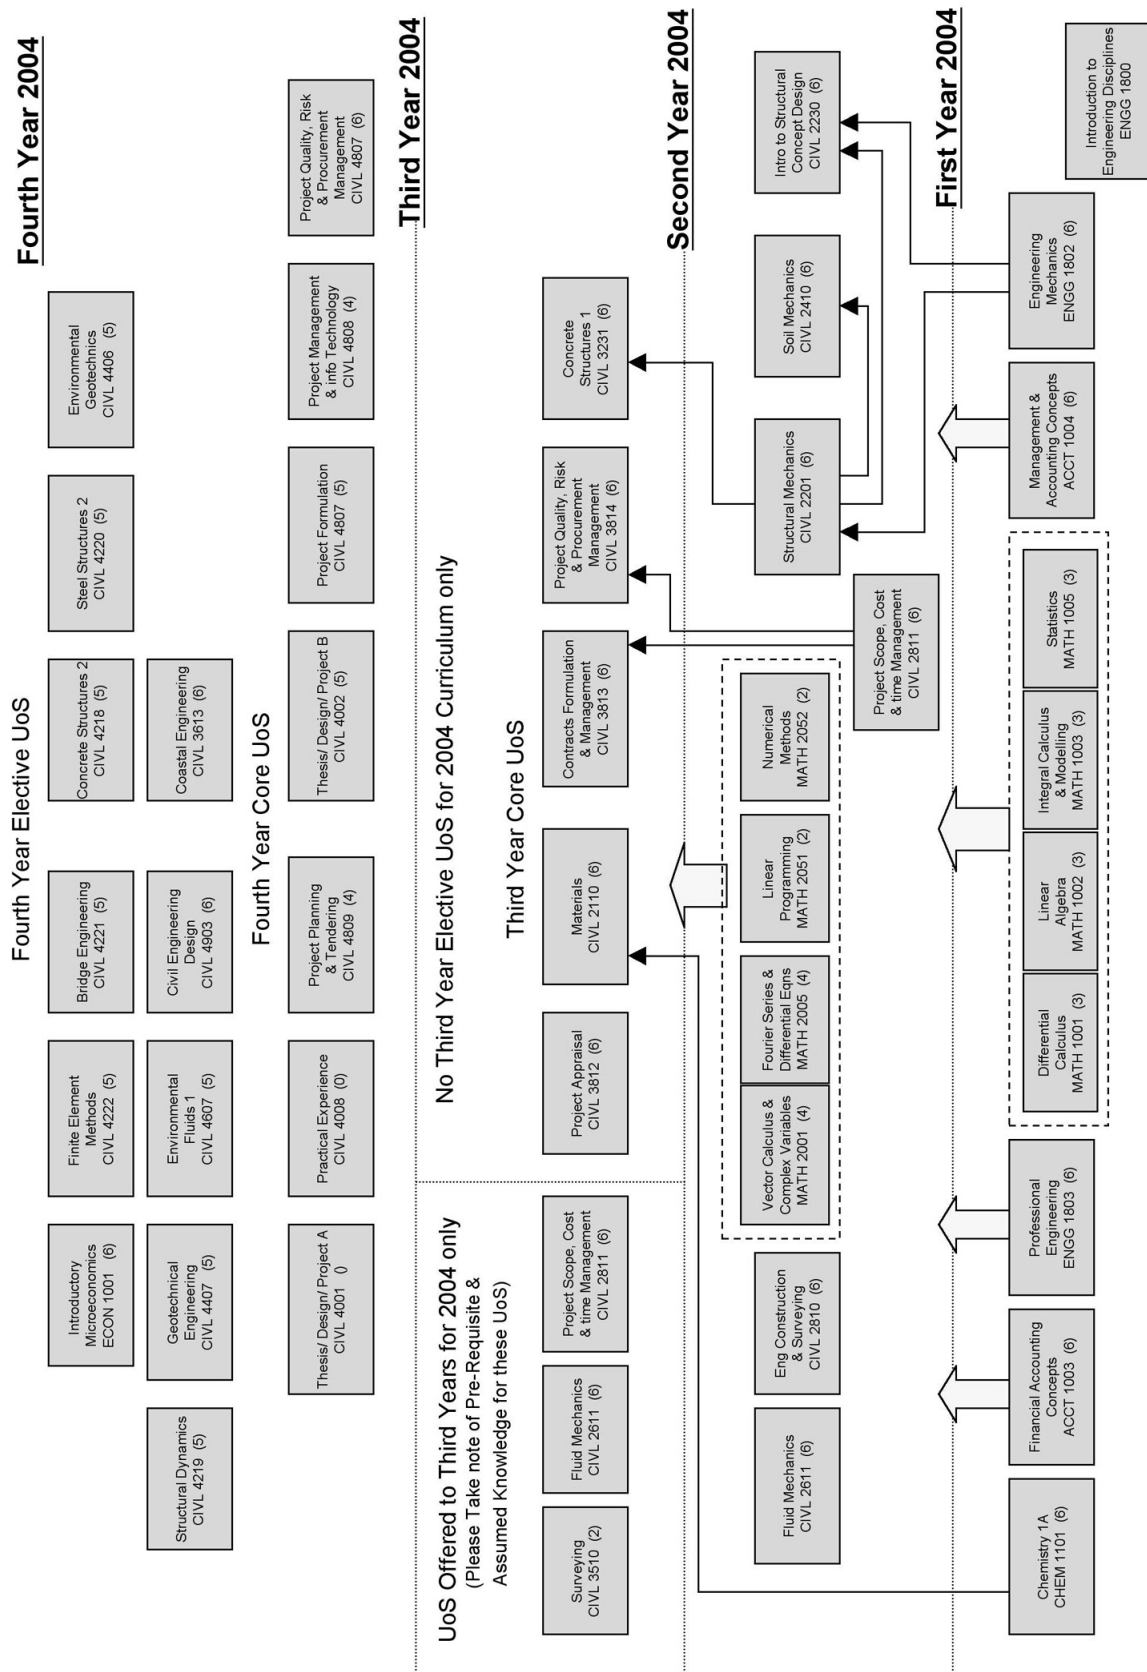 Fourth Year Elective UoS
Fourth Year 2004
Introductory
Microeconomics
ECON 1001 (6)
Finite Element
Methods
CIVL 4222 (5)
Bridge Engineering
CIVL 4221 (5)
Concrete Structures 2
CIVL 4218 (5)
Steel Structures 2
CIVL 4220 (5)
Environmental
Geotechnics
CIVL 4406 (5)
Structural Dynamics
CIVL 4219 (5)
Geotechnical
Engineering
CIVL 4407 (5)
Environmental
Fluids 1
CIVL 4607 (5)
Civil Engineering
Design
CIVL 4903 (6)
Coastal Engineering
CIVL 3613 (6)
Fourth Year Core UoS
Thesis/ Design/ Project A
CIVL 4001 ()
Practical Experience
CIVL 4008 (0)
Project Planning
& Tendering
CIVL 4809 (4)
Thesis/ Design/ Project B
CIVL 4002 (5)
Project Formulation
CIVL 4807 (5)
Project Management
& info Technology
CIVL 4808 (4)
Project Quality, Risk
& Procurement
Management
CIVL 4807 (6)
Third Year 2004
UoS Offered to Third Years for 2004 only
(Please Take note of Pre-Requisite &
Assumed Knowledge for these UoS)
No Third Year Elective UoS for 2004 Curriculum only
Third Year Core UoS
Surveying
CIVL 3510 (2)
Fluid Mechanics
CIVL 2611 (6)
Project Scope, Cost
& time Management
CIVL 2811 (6)
Project Appraisal
CIVL 3812 (6)
Materials
CIVL 2110 (6)
Contracts Formulation
& Management
CIVL 3813 (6)
Project Quality, Risk
& Procurement
Management
CIVL 3814 (6)
Concrete
Structures 1
CIVL 3231 (6)
Second Year 2004
Fluid Mechanics
CIVL 2611 (6)
Eng Construction
& Surveying
CIVL 2810 (6)
Vector Calculus &
Complex Variables
MATH 2001 (4)
Fourier Series &
Differential Eqns
MATH 2005 (4)
Linear
Programming
MATH 2051 (2)
Numerical
Methods
MATH 2052 (2)
Structural Mechanics
CIVL 2201 (6)
Soil Mechanics
CIVL 2410 (6)
Intro to Structural
Concept Design
CIVL 2230 (6)
Project Scope, Cost
& time Management
CIVL 2811 (6)
First Year 2004
Chemistry 1A
CHEM 1101 (6)
Financial Accounting
Concepts
ACCT 1003 (6)
Professional
Engineering
ENGG 1803 (6)
Differential
Calculus
MATH 1001 (3)
Linear
Algebra
MATH 1002 (3)
Integral Calculus
& Modelling
MATH 1003 (3)
Statistics
MATH 1005 (3)
Management &
Accounting Concepts
ACCT 1004 (6)
Engineering
Mechanics
ENGG 1802 (6)
Introduction to
Engineering Disciplines
ENGG 1800